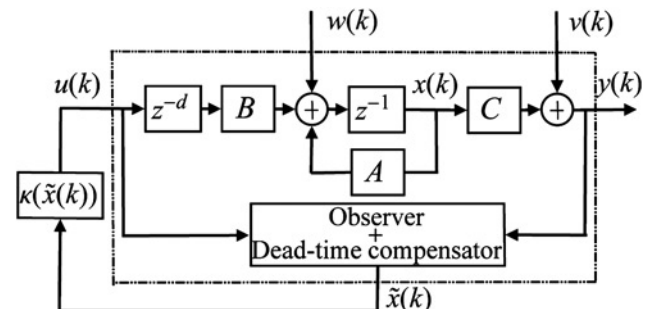 w(k)
v(k)
u(k)
x(k)
y(k)
z⁻ᵈ
B
+
z⁻¹
C
+
A
κ(x̃(k))
Observer
+
Dead-time compensator
x̃(k)